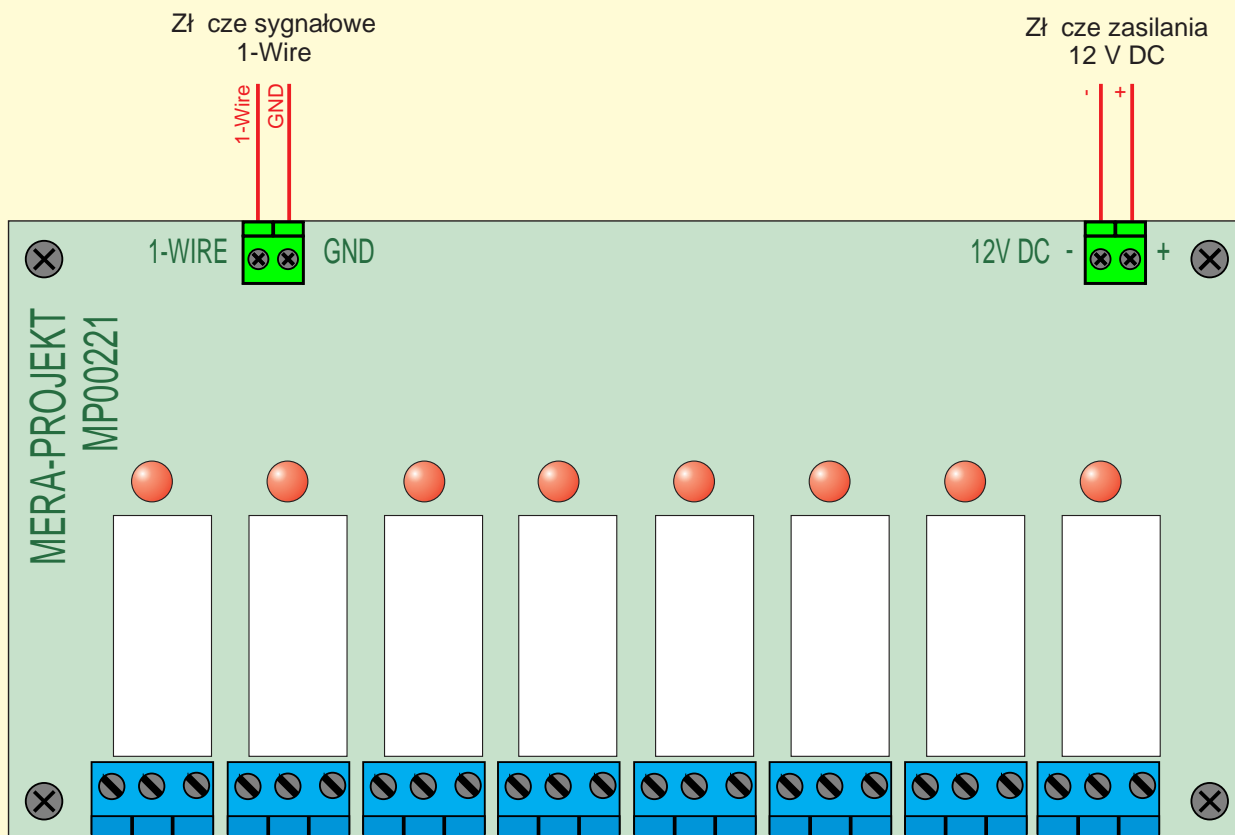 Zł cze sygnałowe
1-Wire
Zł cze zasilania
12 V DC
1-Wire
GND
-
+
1-WIRE
GND
12V DC - +
MERA-PROJEKT
MP00221